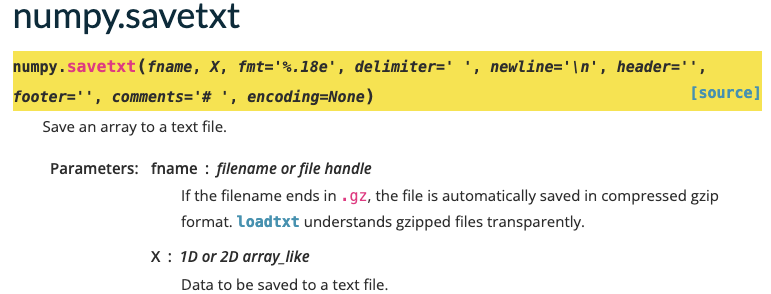 numpy.savetxt
numpy.savetxt(fname, X, fmt='%.18e', delimiter=' ', newline='\n', header='',
footer='', comments='# ', encoding=None) [source]
Save an array to a text file.
Parameters: fname : filename or file handle
If the filename ends in .gz, the file is automatically saved in compressed gzip
format. loadtxt understands gzipped files transparently.
X : 1D or 2D array_like
Data to be saved to a text file.